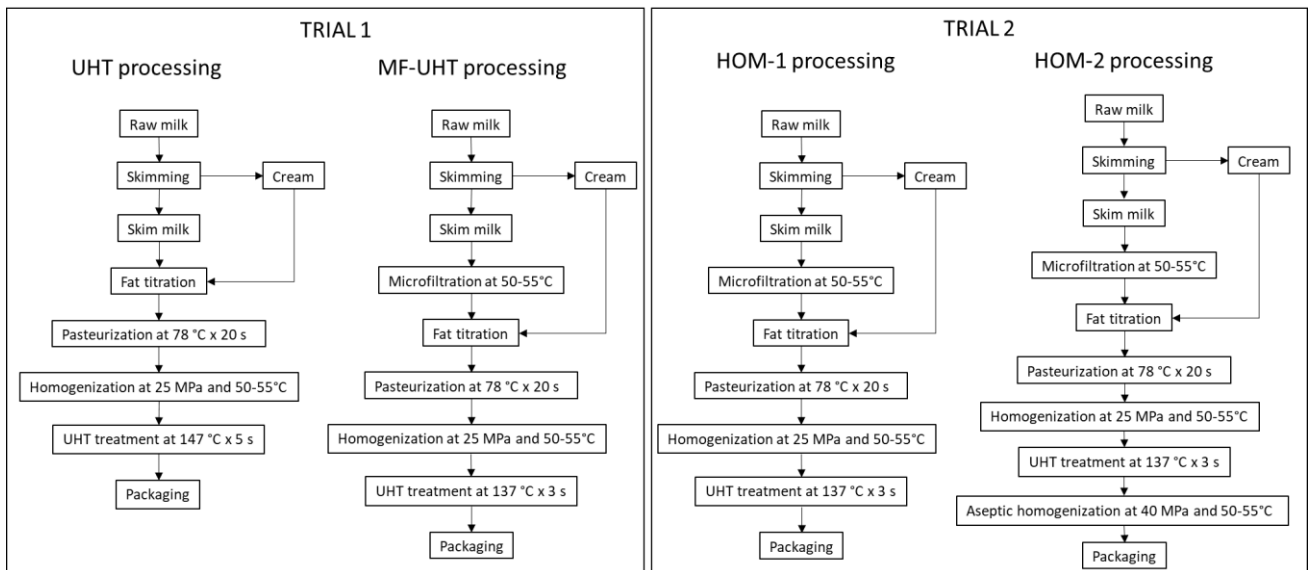 TRIAL 1
UHT processing
Raw milk
Skimming
Cream
Skim milk
Fat titration
Pasteurization at 78 °C x 20 s
Homogenization at 25 MPa and 50-55°C
UHT treatment at 147 °C x 5 s
Packaging
MF-UHT processing
Raw milk
Skimming
Cream
Skim milk
Microfiltration at 50-55°C
Fat titration
Pasteurization at 78 °C x 20 s
Homogenization at 25 MPa and 50-55°C
UHT treatment at 137 °C x 3 s
Packaging
TRIAL 2
HOM-1 processing
Raw milk
Skimming
Cream
Skim milk
Microfiltration at 50-55°C
Fat titration
Pasteurization at 78 °C x 20 s
Homogenization at 25 MPa and 50-55°C
UHT treatment at 137 °C x 3 s
Packaging
HOM-2 processing
Raw milk
Skimming
Cream
Skim milk
Microfiltration at 50-55°C
Fat titration
Pasteurization at 78 °C x 20 s
Homogenization at 25 MPa and 50-55°C
UHT treatment at 137 °C x 3 s
Aseptic homogenization at 40 MPa and 50-55°C
Packaging